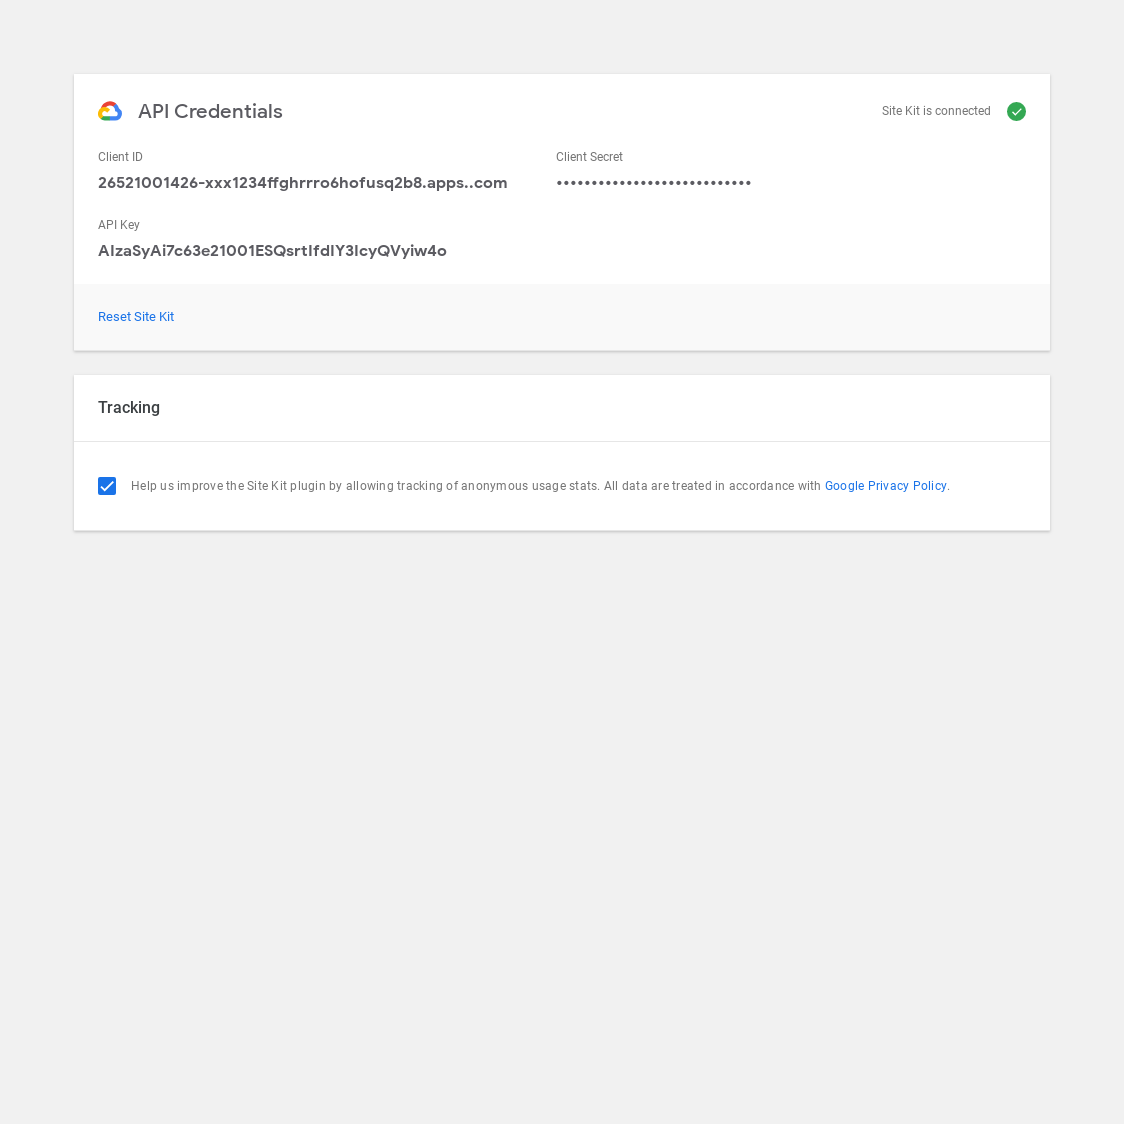 API Credentials
Site Kit is connected
Client ID
Client Secret
26521001426-xxx1234ffghrrro6hofusq2b8.apps..com
••••••••••••••••••••••••••••
API Key
AIzaSyAi7c63e21001ESQsrtIfdIY3IcyQVyiw4o
Reset Site Kit
Tracking
Help us improve the Site Kit plugin by allowing tracking of anonymous usage stats. All data are treated in accordance with Google Privacy Policy.